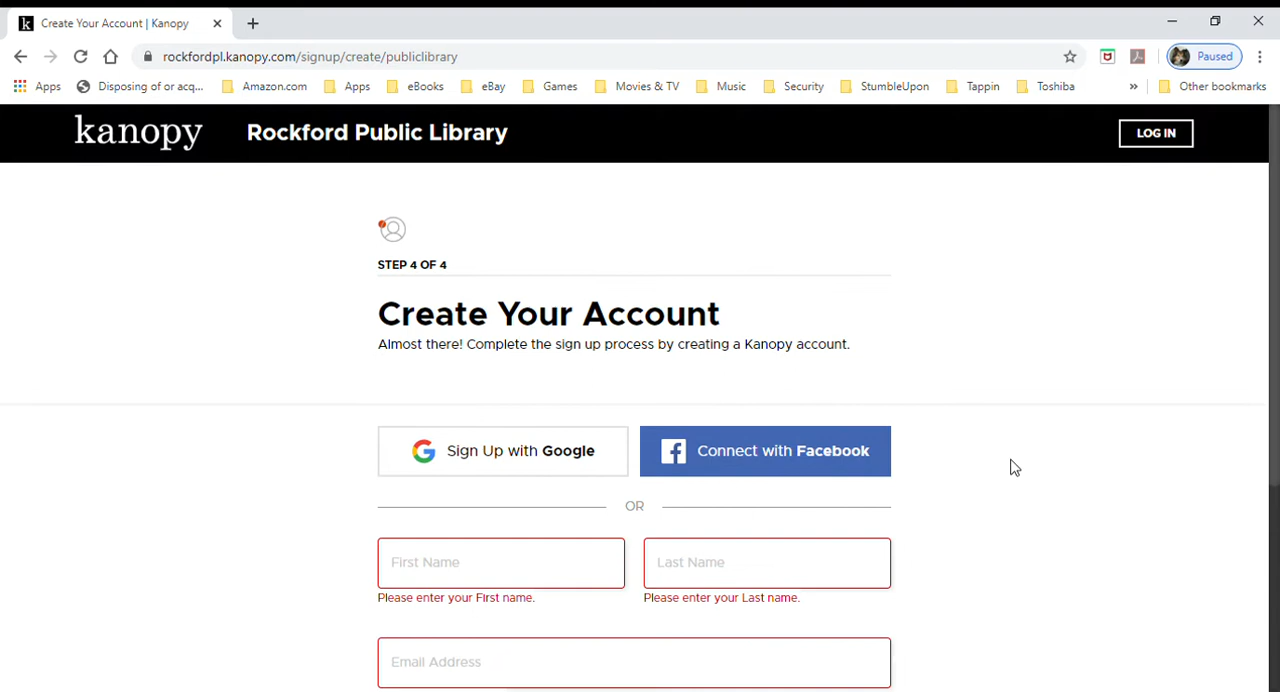 Create Your Account | Kanopy
rockfordpl.kanopy.com/signup/create/publiclibrary
Paused
Apps
Disposing of or acq...
Amazon.com
Apps
eBooks
eBay
Games
Movies & TV
Music
Security
StumbleUpon
Tappin
Toshiba
Other bookmarks
kanopy
Rockford Public Library
LOG IN
STEP 4 OF 4
Create Your Account
Almost there! Complete the sign up process by creating a Kanopy account.
Sign Up with Google
Connect with Facebook
OR
First Name
Last Name
Please enter your First name.
Please enter your Last name.
Email Address